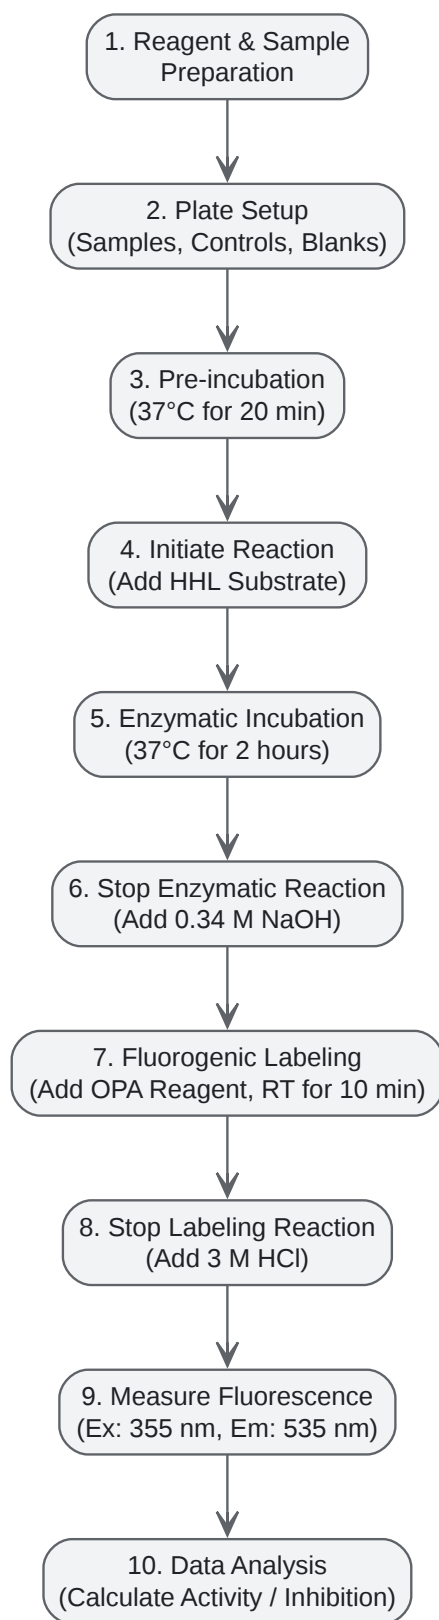 1. Reagent & Sample
Preparation
2. Plate Setup
(Samples, Controls, Blanks)
3. Pre-incubation
(37°C for 20 min)
4. Initiate Reaction
(Add HHL Substrate)
5. Enzymatic Incubation
(37°C for 2 hours)
6. Stop Enzymatic Reaction
(Add 0.34 M NaOH)
7. Fluorogenic Labeling
(Add OPA Reagent, RT for 10 min)
8. Stop Labeling Reaction
(Add 3 M HCl)
9. Measure Fluorescence
(Ex: 355 nm, Em: 535 nm)
10. Data Analysis
(Calculate Activity / Inhibition)